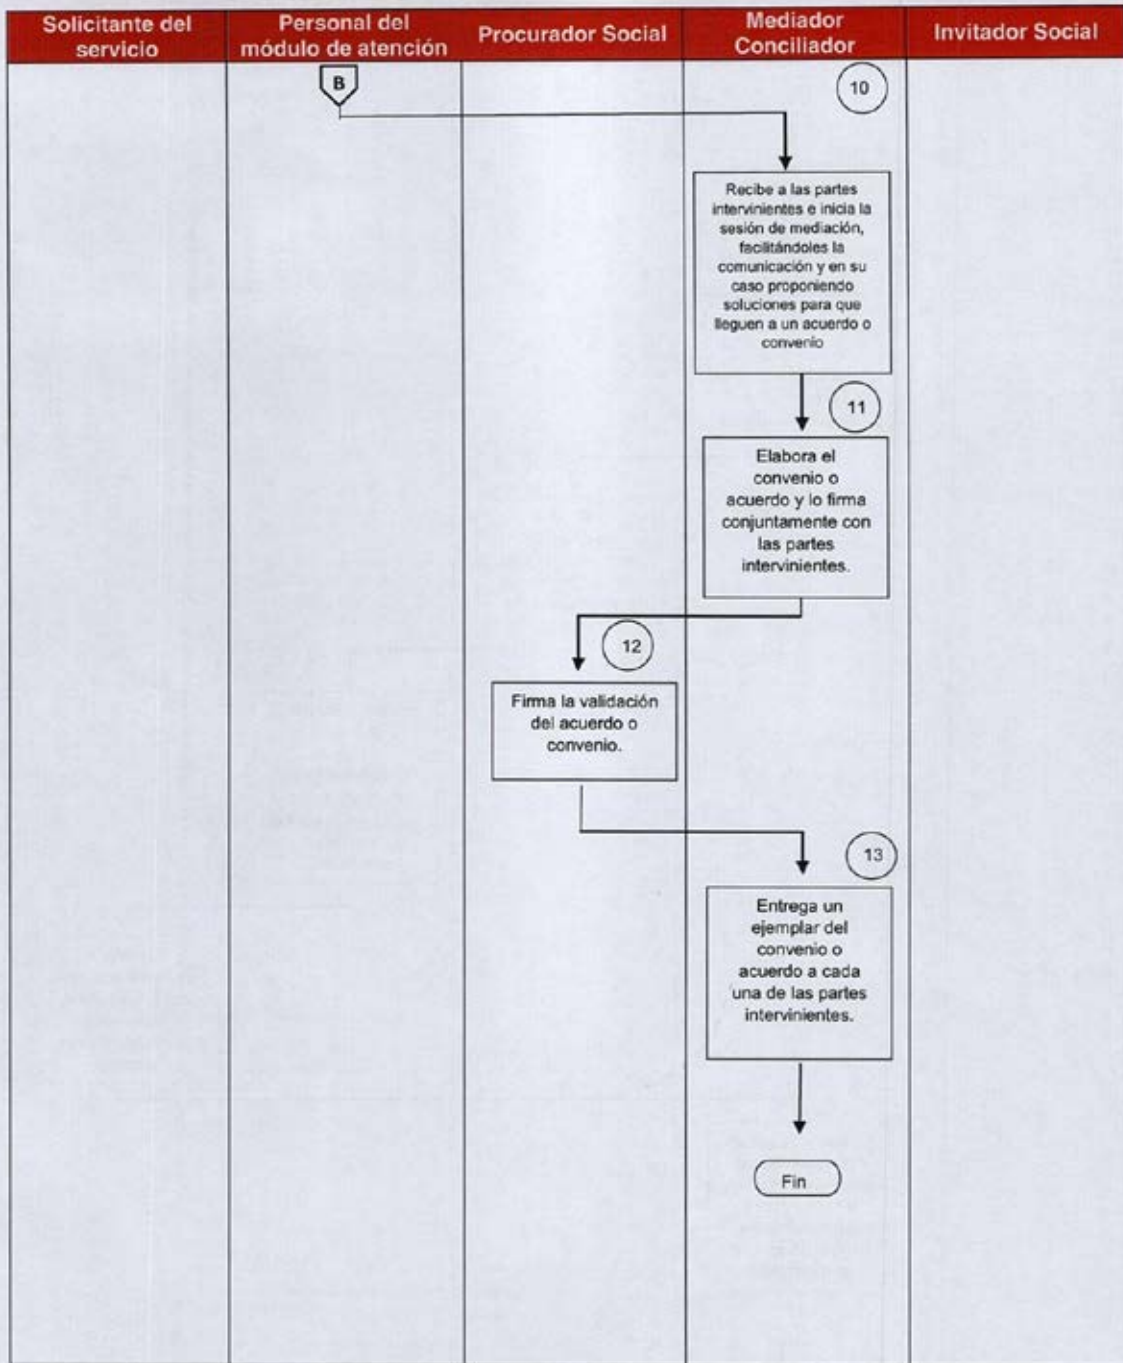 Solicitante del
servicio
Personal del
módulo de atención
Procurador Social
Mediador
Conciliador
Invitador Social
B
10
Recibe a las partes
intervinientes e inicia la
sesión de mediación,
facilitándoles la
comunicación y en su
caso proponiendo
soluciones para que
lleguen a un acuerdo o
convenio
11
Elabora el
convenio o
acuerdo y lo firma
conjuntamente con
las partes
intervinientes.
12
Firma la validación
del acuerdo o
convenio.
13
Entrega un
ejemplar del
convenio o
acuerdo a cada
una de las partes
intervinientes.
Fin